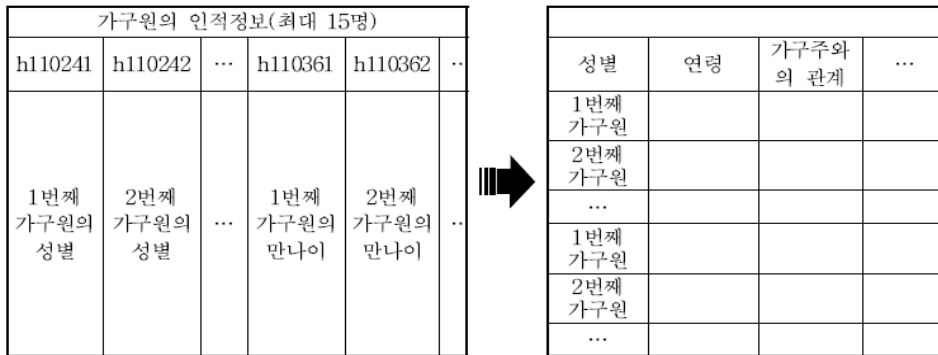 가구원의 인적정보(최대 15명)
h110241 h110242 … h110361 h110362 ..
1번째 가구원의 성별
2번째 가구원의 성별
…
1번째 가구원의 만나이
2번째 가구원의 만나이
..
성별 연령 가구주와의 관계 …
1번째 가구원
2번째 가구원
…
1번째 가구원
2번째 가구원
…